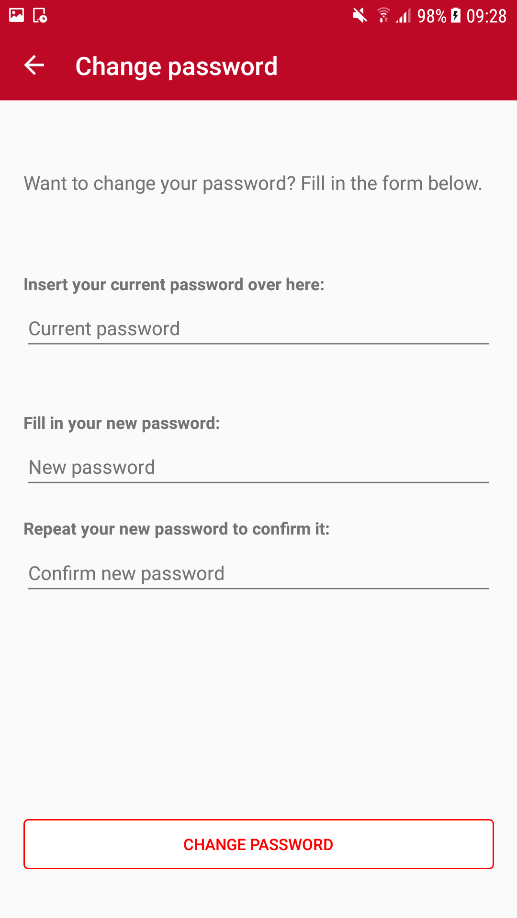 98% 09:28
Change password
Want to change your password? Fill in the form below.
Insert your current password over here:
Current password
Fill in your new password:
New password
Repeat your new password to confirm it:
Confirm new password
CHANGE PASSWORD